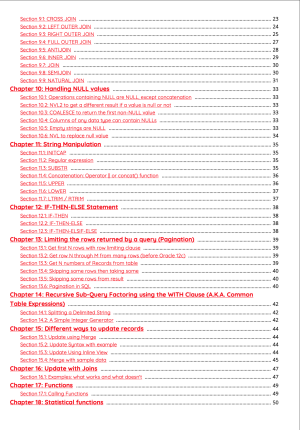 Section 9.1: CROSS JOIN 23
Section 9.2: LEFT OUTER JOIN 24
Section 9.3: RIGHT OUTER JOIN 25
Section 9.4: FULL OUTER JOIN 27
Section 9.5: ANTIJOIN 28
Section 9.6: INNER JOIN 29
Section 9.7: JOIN 30
Section 9.8: SEMIJOIN 30
Section 9.9: NATURAL JOIN 31
Chapter 10: Handling NULL values 33
Section 10.1: Operations containing NULL are NULL, except concatenation 33
Section 10.2: NVL2 to get a different result if a value is null or not 33
Section 10.3: COALESCE to return the first non-NULL value 33
Section 10.4: Columns of any data type can contain NULLs 33
Section 10.5: Empty strings are NULL 33
Section 10.6: NVL to replace null value 34
Chapter 11: String Manipulation 35
Section 11.1: INITCAP 35
Section 11.2: Regular expression 35
Section 11.3: SUBSTR 35
Section 11.4: Concatenation: Operator || or concat() function 36
Section 11.5: UPPER 36
Section 11.6: LOWER 37
Section 11.7: LTRIM / RTRIM 37
Chapter 12: IF-THEN-ELSE Statement 38
Section 12.1: IF-THEN 38
Section 12.2: IF-THEN-ELSE 38
Section 12.3: IF-THEN-ELSIF-ELSE 38
Chapter 13: Limiting the rows returned by a query (Pagination) 39
Section 13.1: Get first N rows with row limiting clause 39
Section 13.2: Get row N through M from many rows (before Oracle 12c) 39
Section 13.3: Get N numbers of Records from table 39
Section 13.4: Skipping some rows then taking some 40
Section 13.5: Skipping some rows from result 40
Section 13.6: Pagination in SQL 40
Chapter 14: Recursive Sub-Query Factoring using the WITH Clause (A.K.A. Common
Table Expressions) 42
Section 14.1: Splitting a Delimited String 42
Section 14.2: A Simple Integer Generator 42
Chapter 15: Different ways to update records 44
Section 15.1: Update using Merge 44
Section 15.2: Update Syntax with example 44
Section 15.3: Update Using Inline View 44
Section 15.4: Merge with sample data 45
Chapter 16: Update with Joins 47
Section 16.1: Examples: what works and what doesn't 47
Chapter 17: Functions 49
Section 17.1: Calling Functions 49
Chapter 18: Statistical functions 50